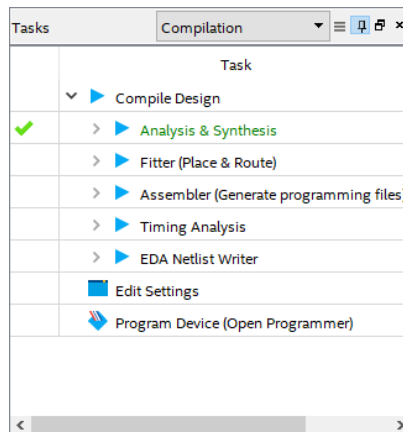 Tasks Compilation
Task
Compile Design
Analysis & Synthesis
Fitter (Place & Route)
Assembler (Generate programming files)
Timing Analysis
EDA Netlist Writer
Edit Settings
Program Device (Open Programmer)